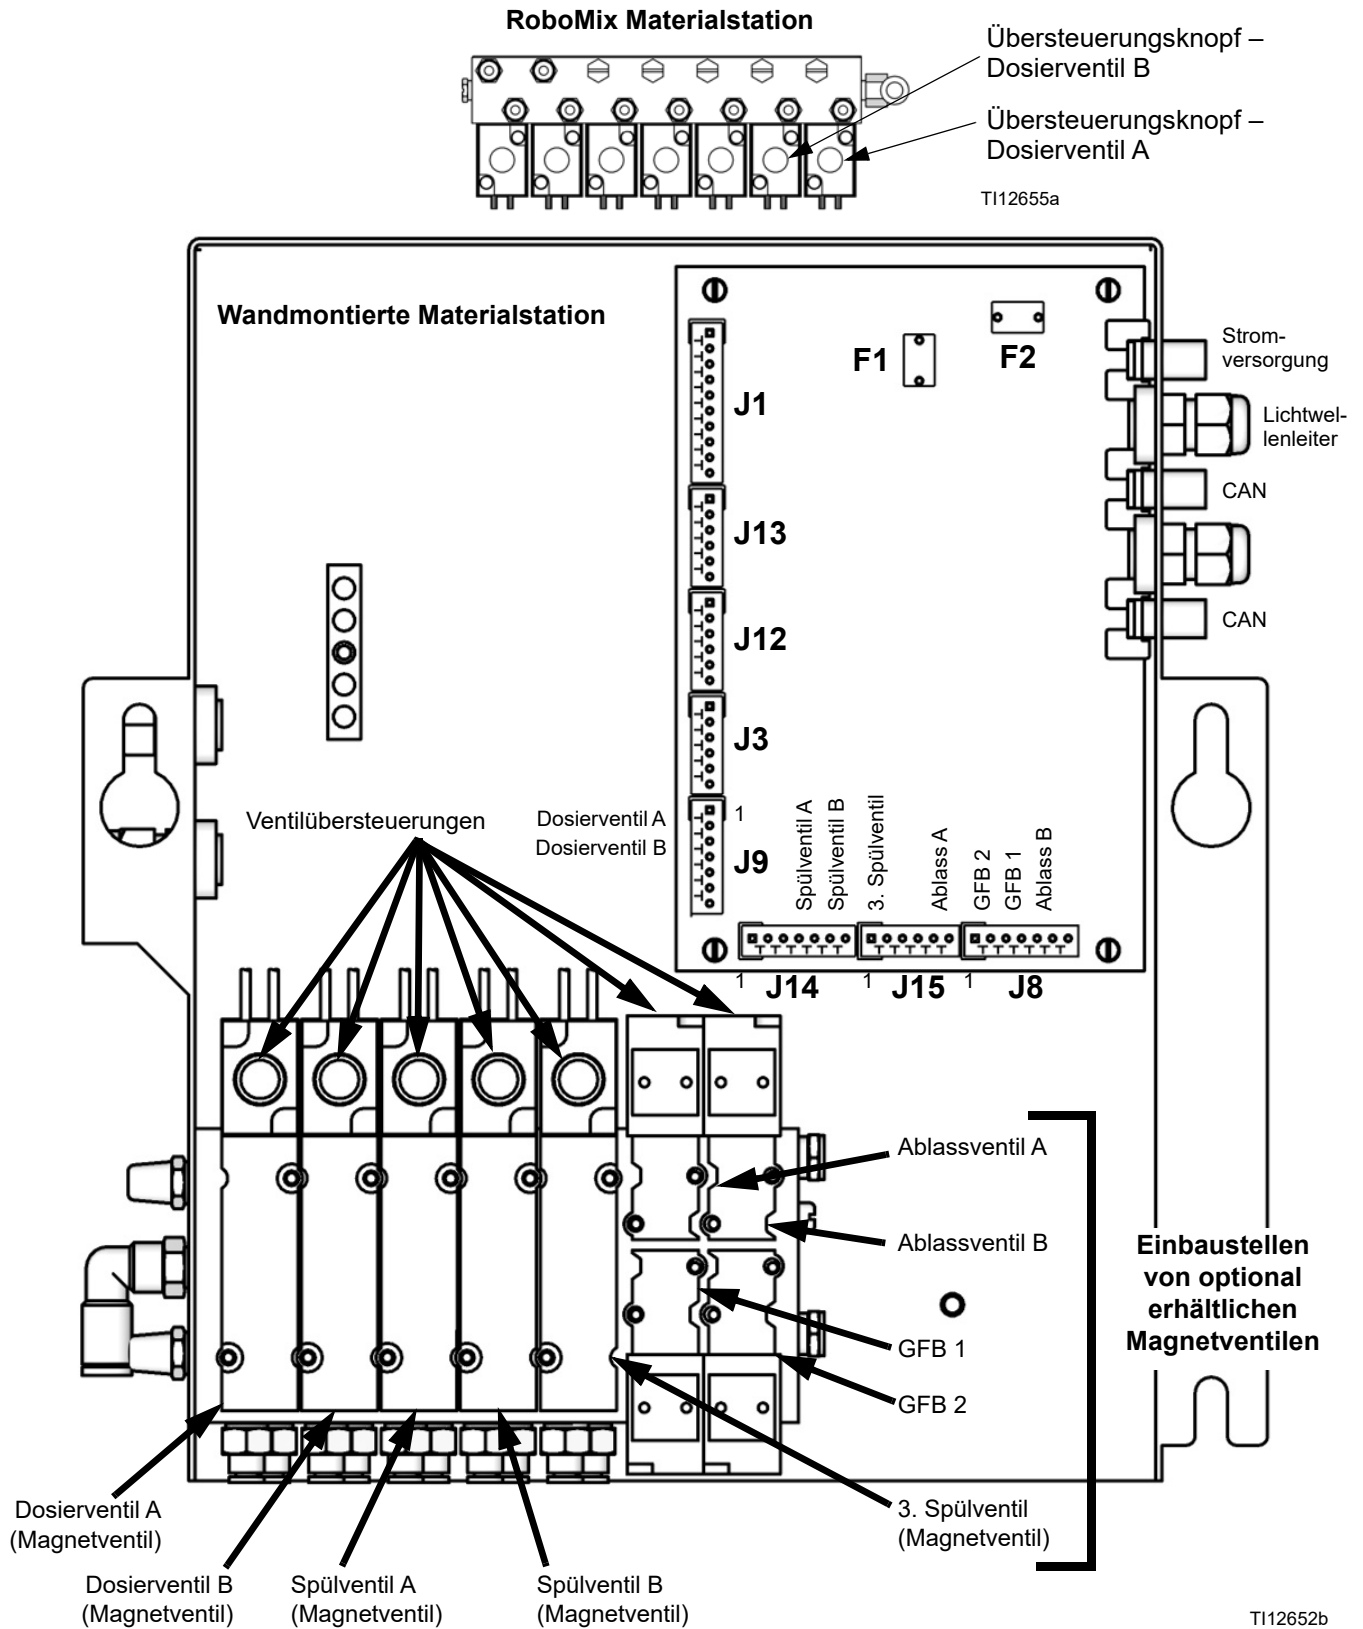 RoboMix Materialstation
Übersteuerungsknopf –
Dosierventil B
Übersteuerungsknopf –
Dosierventil A
TI12655a
Wandmontierte Materialstation
F1
F2
Strom-
versorgung
Lichtwel-
lenleiter
CAN
CAN
J1
J13
J12
J3
J9
1
Ventilübersteuerungen
Dosierventil A
Dosierventil B
Spülventil A
Spülventil B
3. Spülventil
Ablass A
GFB 2
GFB 1
Ablass B
1
J14
1
J15
1
J8
Ablassventil A
Ablassventil B
GFB 1
GFB 2
3. Spülventil
(Magnetventil)
Einbaustellen
von optional
erhältlichen
Magnetventilen
Dosierventil A
(Magnetventil)
Dosierventil B
(Magnetventil)
Spülventil A
(Magnetventil)
Spülventil B
(Magnetventil)
TI12652b